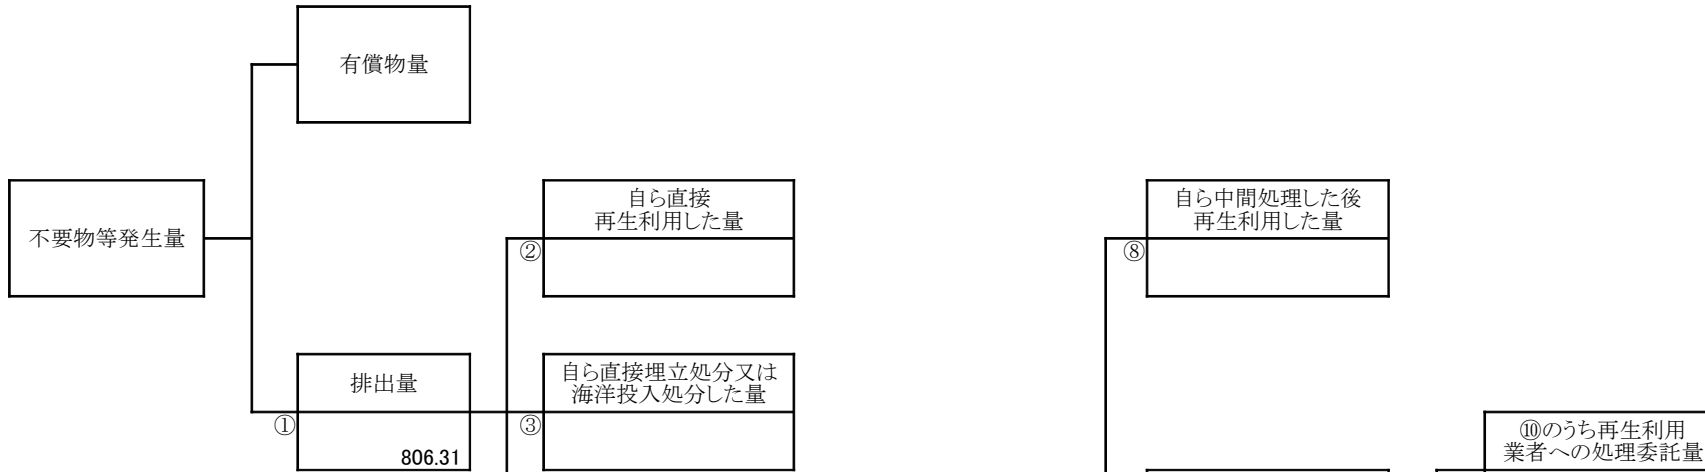 有償物量
不要物等発生量
自ら直接
再生利用した量
②
自ら中間処理した後
再生利用した量
⑧
排出量
①
806.31
自ら直接埋立処分又は
海洋投入処分した量
③
⑩のうち再生利用
業者への処理委託量